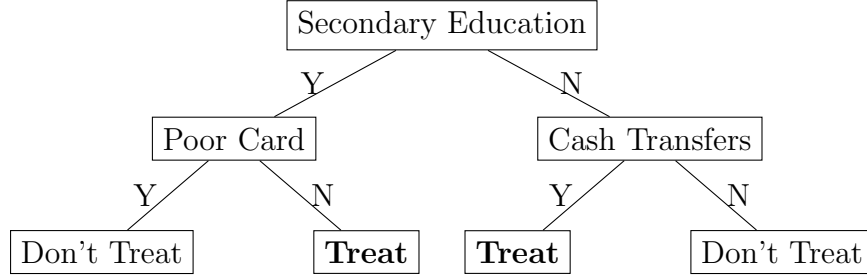 Secondary Education
Y N
Poor Card Cash Transfers
Y N Y N
Don't Treat Treat Treat Don't Treat